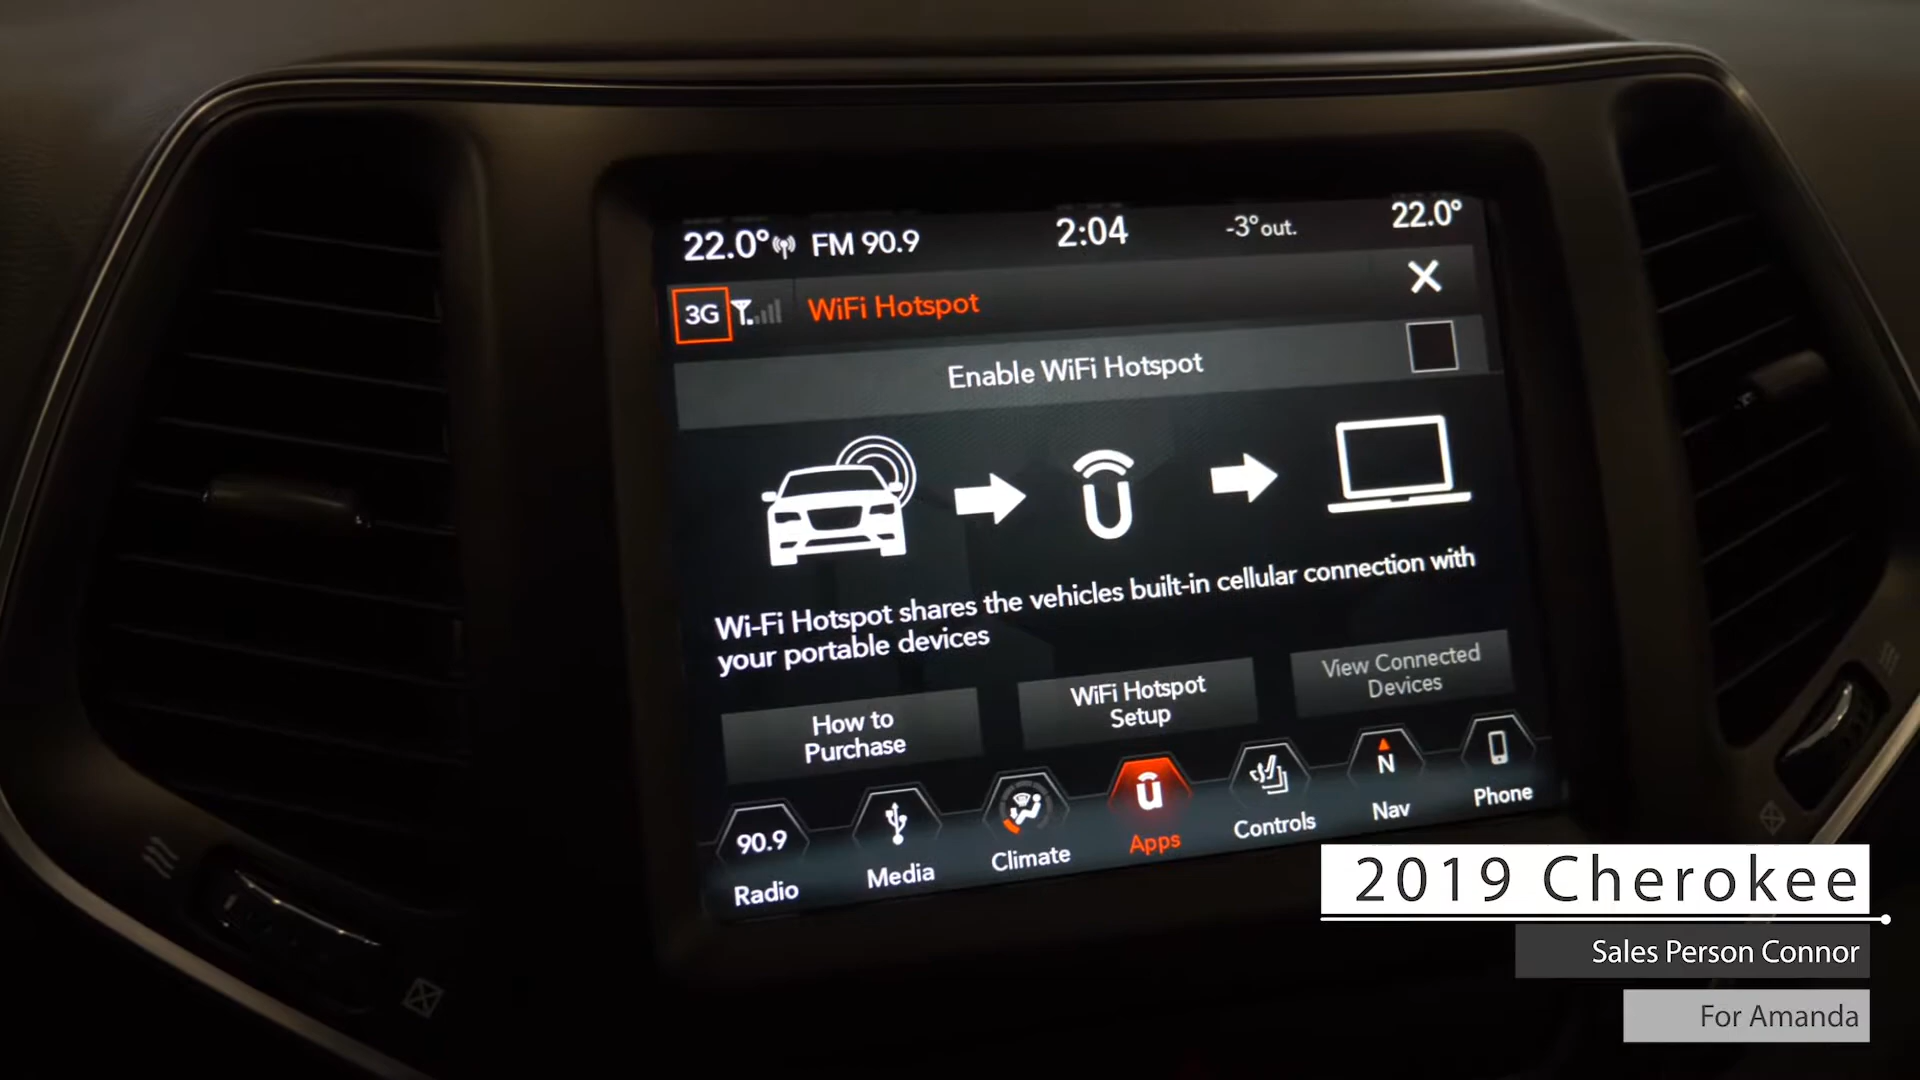 22.0° FM 90.9 2:04 -3°out. 22.0°
3G WiFi Hotspot
Enable WiFi Hotspot
Wi-Fi Hotspot shares the vehicles built-in cellular connection with
your portable devices
How to
Purchase
WiFi Hotspot
Setup
View Connected
Devices
90.9
Radio
Media
Climate
Apps
Controls
N
Nav
Phone
2019 Cherokee
Sales Person Connor
For Amanda